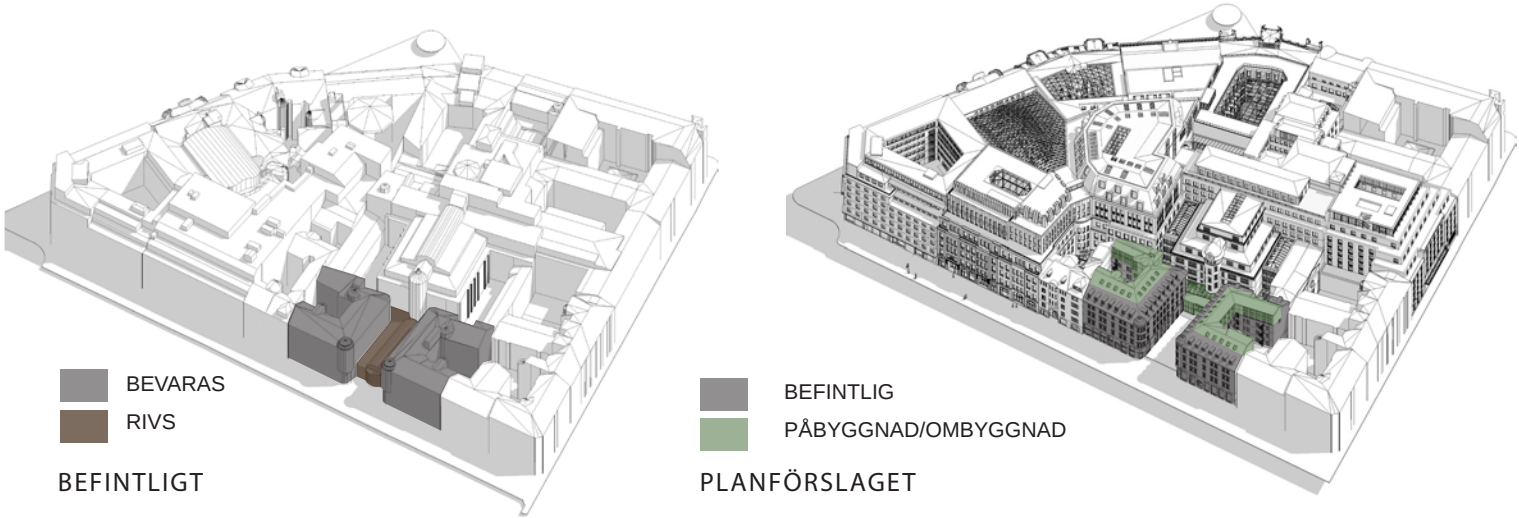 BEVARAS
RIVS
BEFINTLIGT
BEFINTLIG
PÅBYGGNAD/OMBYGGNAD
PLANFÖRSLAGET